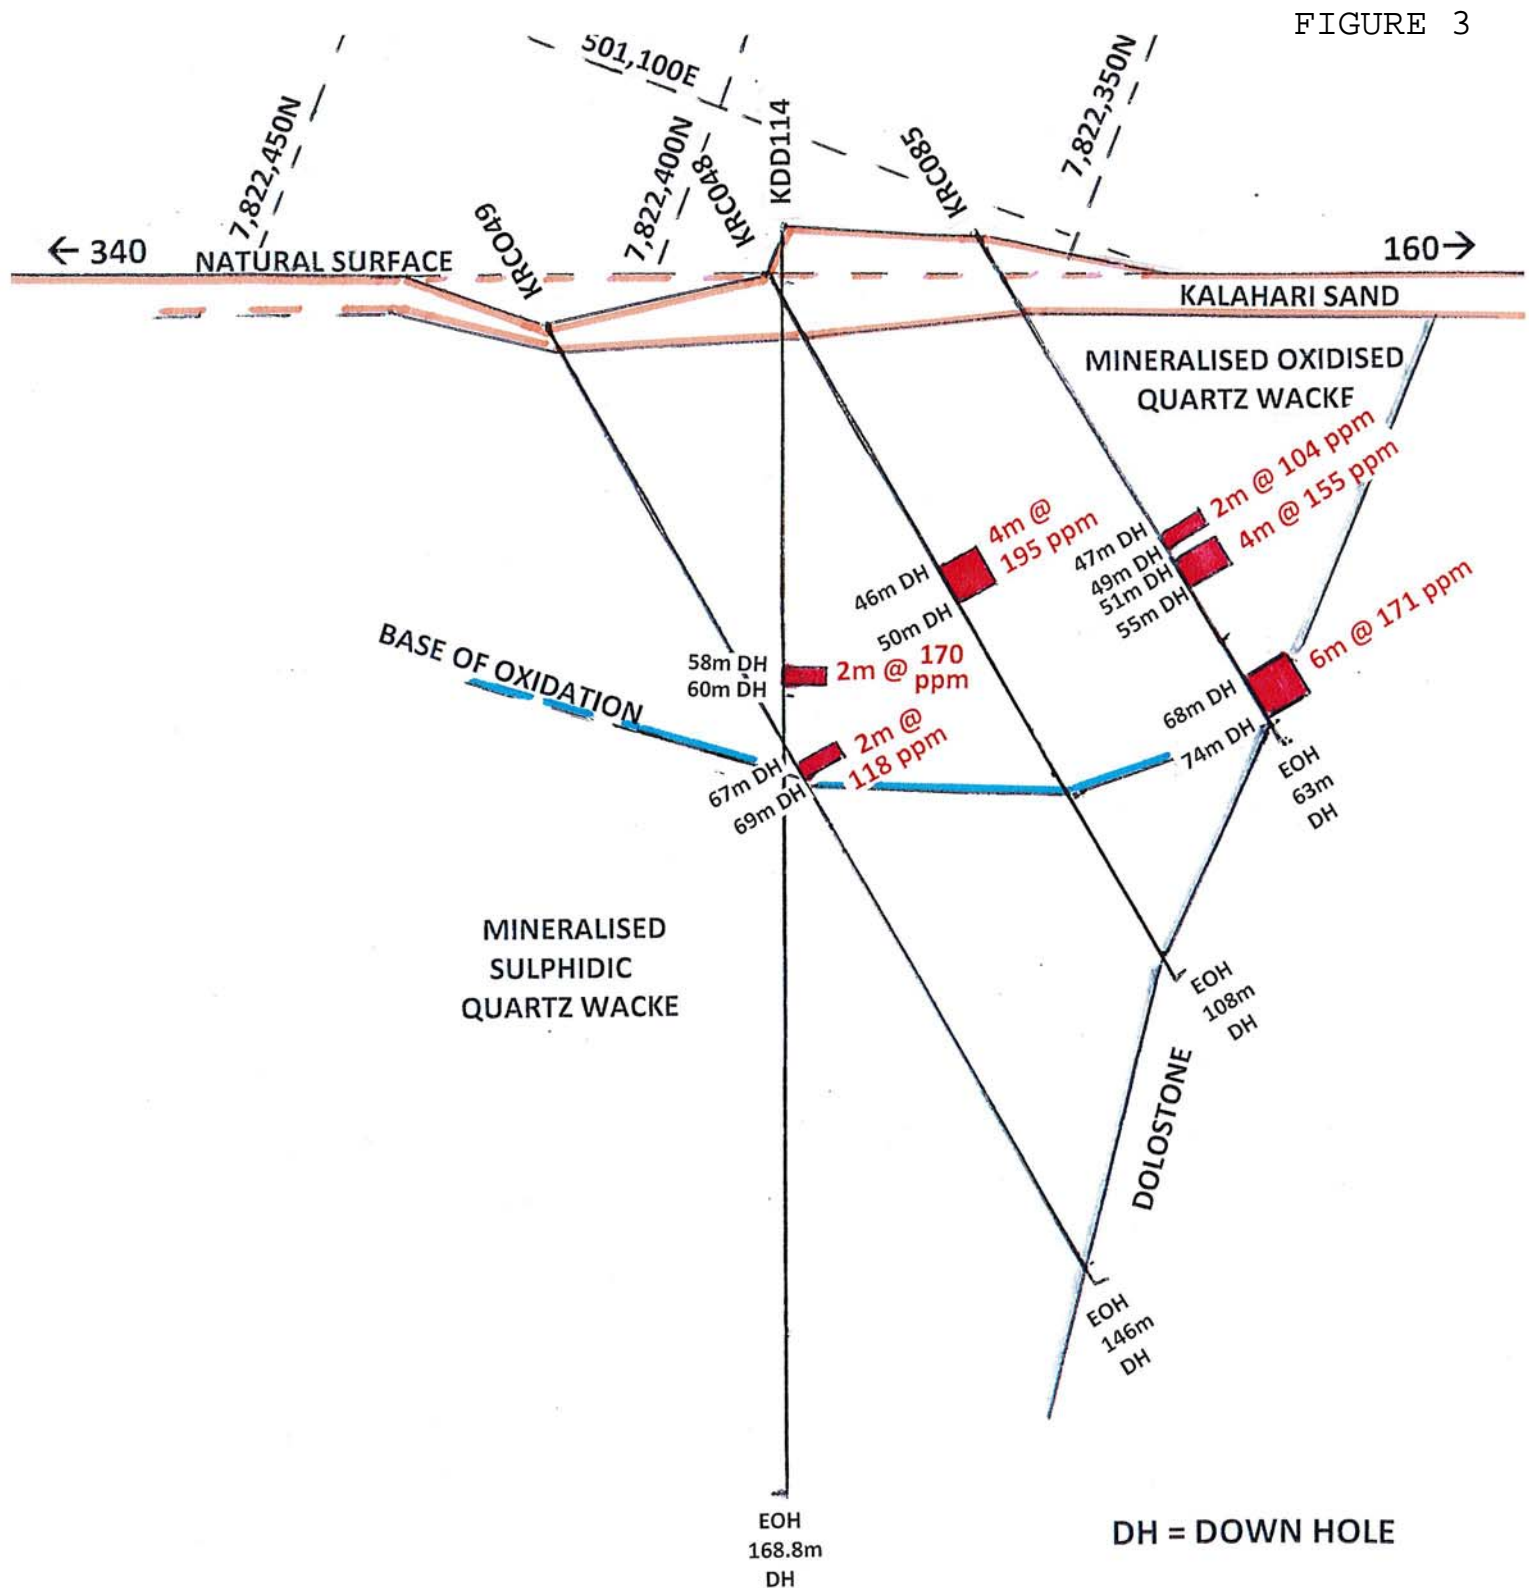 FIGURE 3
501,100E
7,822,450N
7,822,400N
7,822,350N
KRC049
KRC048
KDD114
KRC085
← 340
NATURAL SURFACE
160→
KALAHARI SAND
MINERALISED OXIDISED
QUARTZ WACKE
2m @ 104 ppm
4m @ 155 ppm
47m DH
49m DH
51m DH
55m DH
4m @
195 ppm
46m DH
50m DH
6m @ 171 ppm
68m DH
74m DH
EOH
63m
DH
BASE OF OXIDATION
58m DH
60m DH
2m @ 170
ppm
2m @
118 ppm
67m DH
69m DH
MINERALISED
SULPHIDIC
QUARTZ WACKE
EOH
108m
DH
DOLOSTONE
EOH
146m
DH
EOH
168.8m
DH
DH = DOWN HOLE